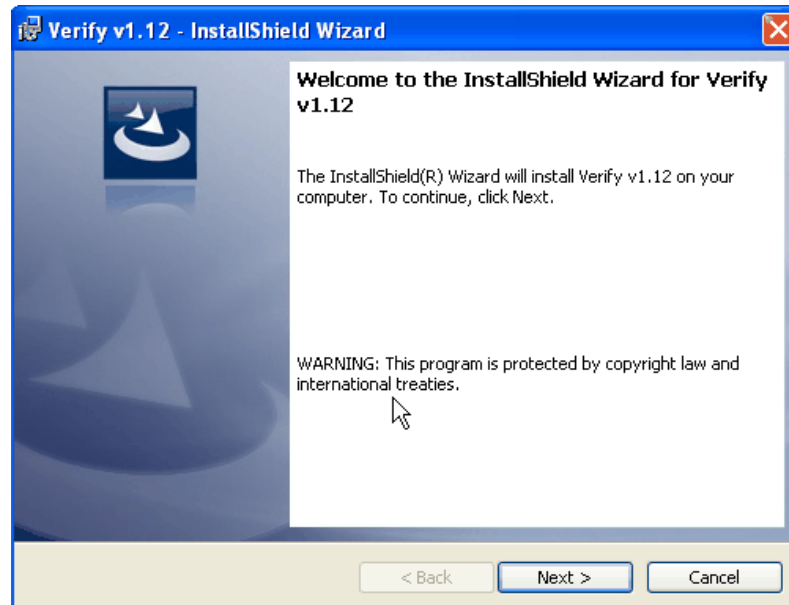 Verify v1.12 - InstallShield Wizard
Welcome to the InstallShield Wizard for Verify
v1.12
The InstallShield(R) Wizard will install Verify v1.12 on your
computer. To continue, click Next.
WARNING: This program is protected by copyright law and
international treaties.
< Back
Next >
Cancel